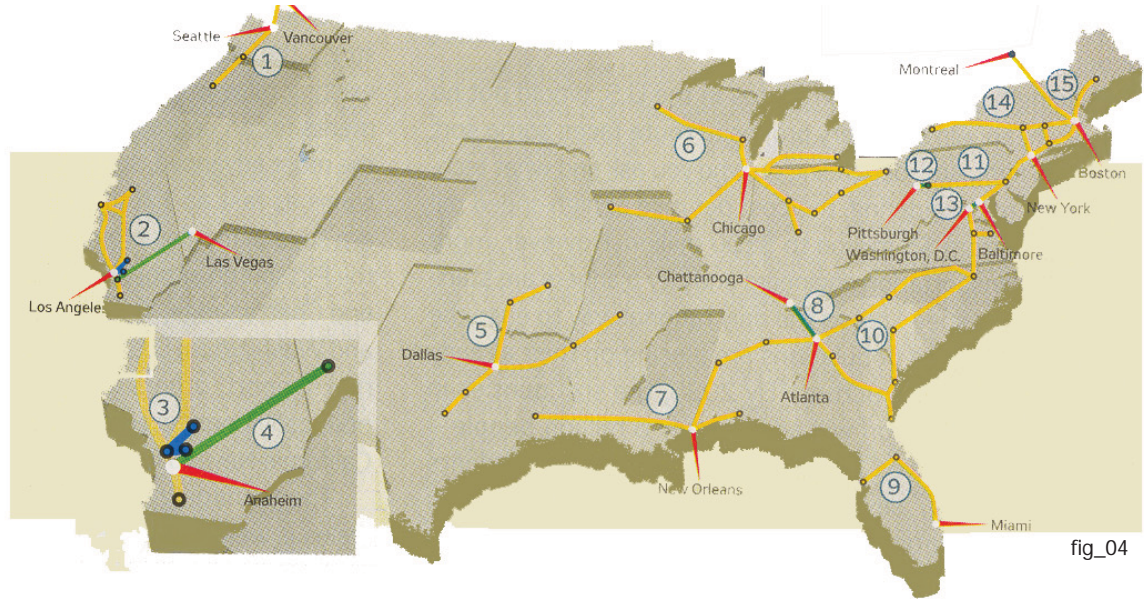 Seattle
Vancouver
1
Montreal
15
14
6
12
11
Boston
13
New York
2
Chicago
Pittsburgh
Las Vegas
Washington, D.C.
Baltimore
Chattanooga
Los Angele
8
5
10
Dallas
Atlanta
7
3
4
New Orleans
9
Anaheim
Miami
fig_04